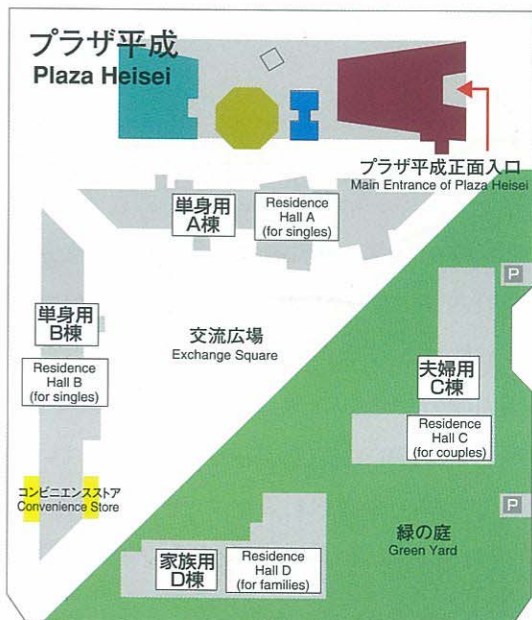 プラザ平成
Plaza Heisei
プラザ平成正面入口
Main Entrance of Plaza Heisei
単身用
A棟
Residence
Hall A
(for singles)
単身用
B棟
Residence
Hall B
(for singles)
交流広場
Exchange Square
P
夫婦用
C棟
Residence
Hall C
(for couples)
コンビニエンスストア
Convenience Store
P
緑の庭
Green Yard
家族用
D棟
Residence
Hall D
(for families)